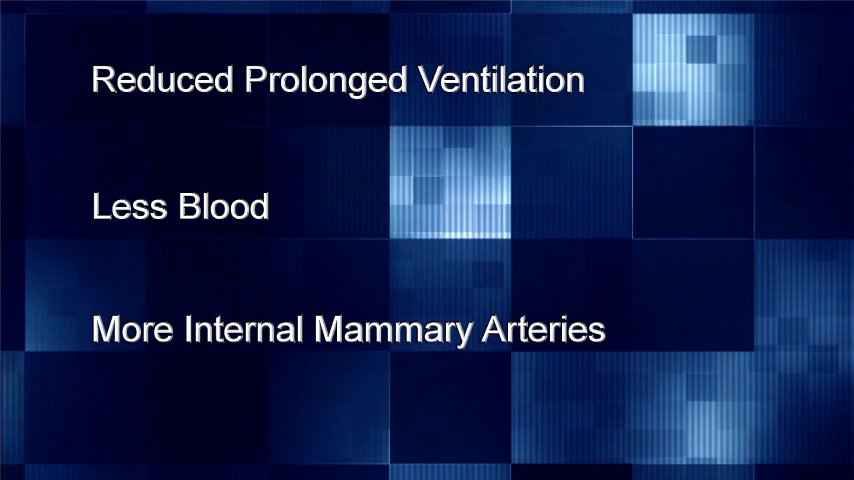 Reduced Prolonged Ventilation
Less Blood
More Internal Mammary Arteries